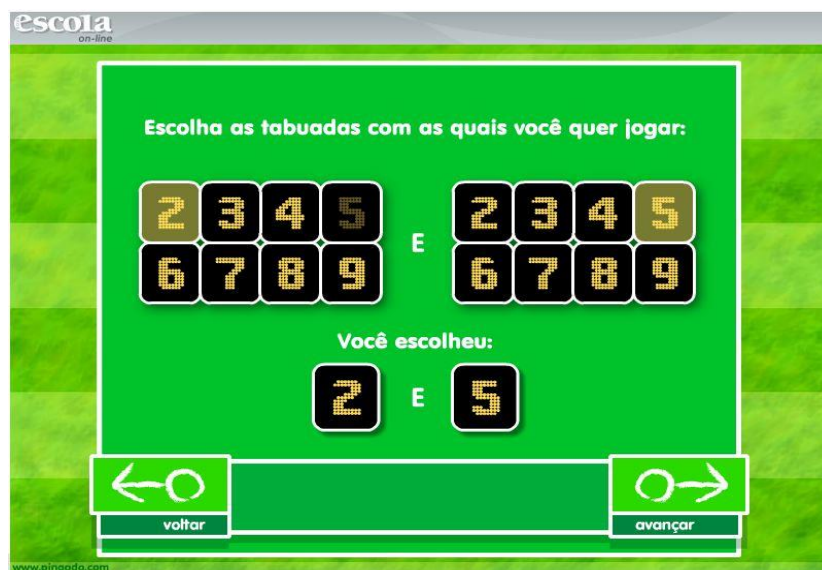 escola
on-line
Escolha as tabuadas com as quais você quer jogar:
2 3 4 5 2 3 4 5
E
6 7 8 9 6 7 8 9
Você escolheu:
2 E 5
voltar avançar
www.pingodo.com